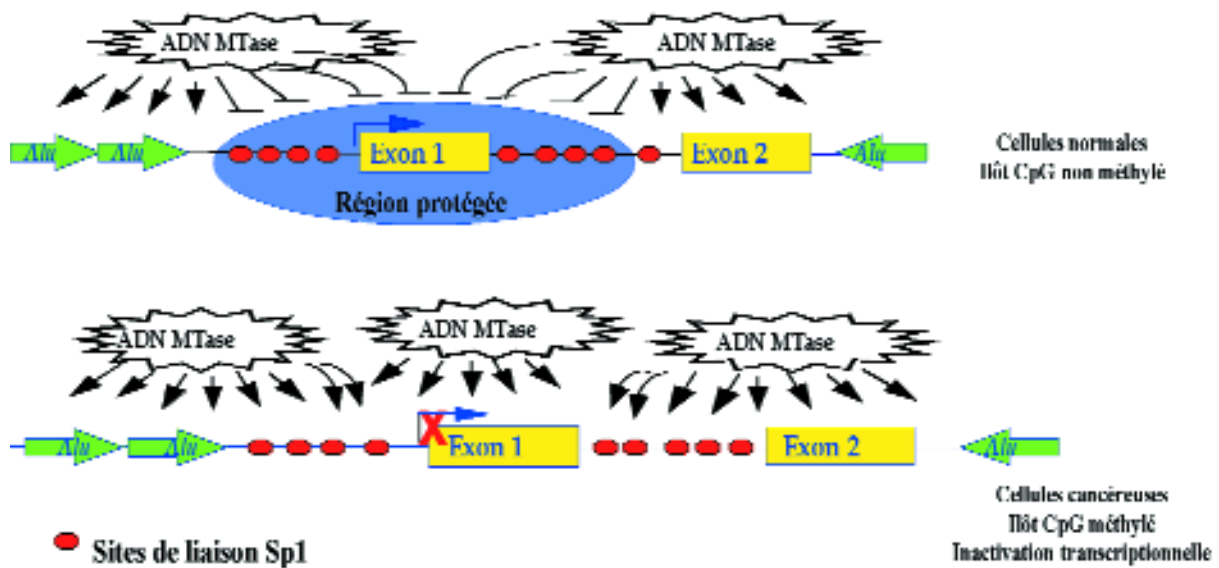 ADN MTase
ADN MTase
Alu
Alu
Exon 1
Exon 2
Alu
Région protégée
Cellules normales
Ilôt CpG non méthylé
ADN MTase
ADN MTase
ADN MTase
Alu
Alu
Exon 1
Exon 2
Alu
Cellules cancéreuses
Ilôt CpG méthylé
Inactivation transcriptionnelle
Sites de liaison Sp1